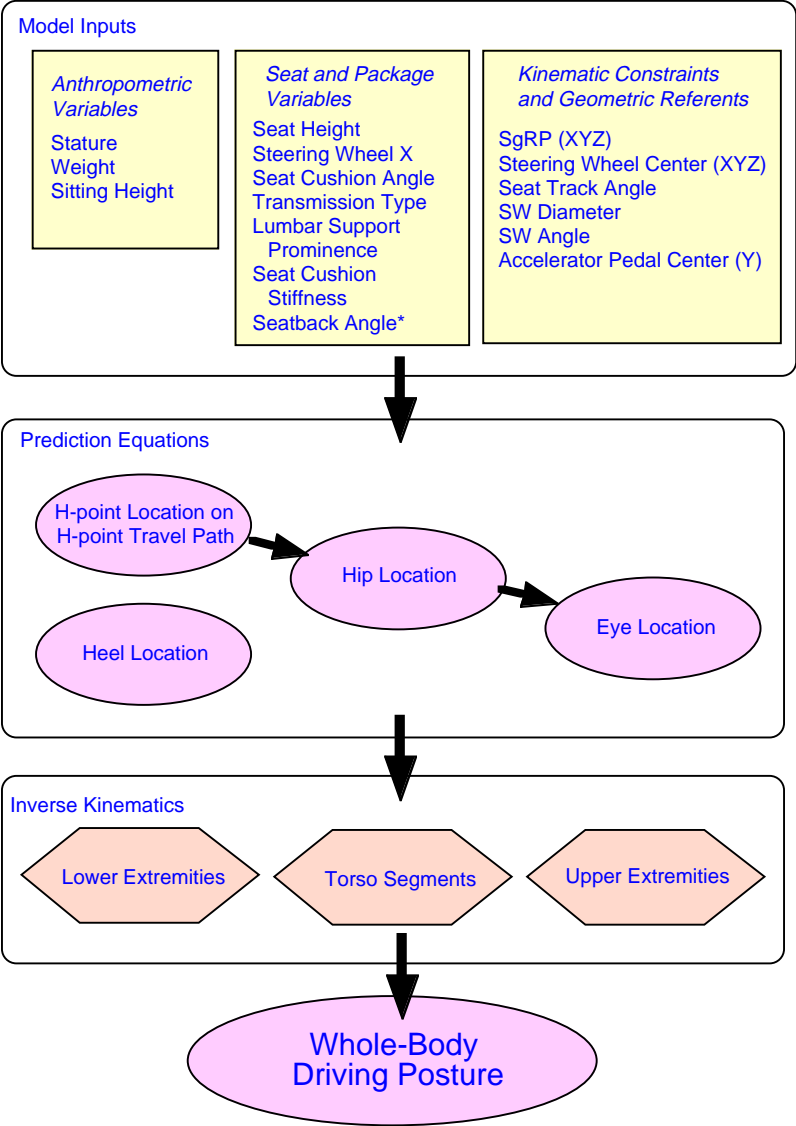 Model Inputs
Anthropometric
Variables
Stature
Weight
Sitting Height
Seat and Package
Variables
Seat Height
Steering Wheel X
Seat Cushion Angle
Transmission Type
Lumbar Support
Prominence
Seat Cushion
Stiffness
Seatback Angle*
Kinematic Constraints
and Geometric Referents
SgRP (XYZ)
Steering Wheel Center (XYZ)
Seat Track Angle
SW Diameter
SW Angle
Accelerator Pedal Center (Y)
Prediction Equations
H-point Location on
H-point Travel Path
Hip Location
Eye Location
Heel Location
Inverse Kinematics
Lower Extremities
Torso Segments
Upper Extremities
Whole-Body
Driving Posture